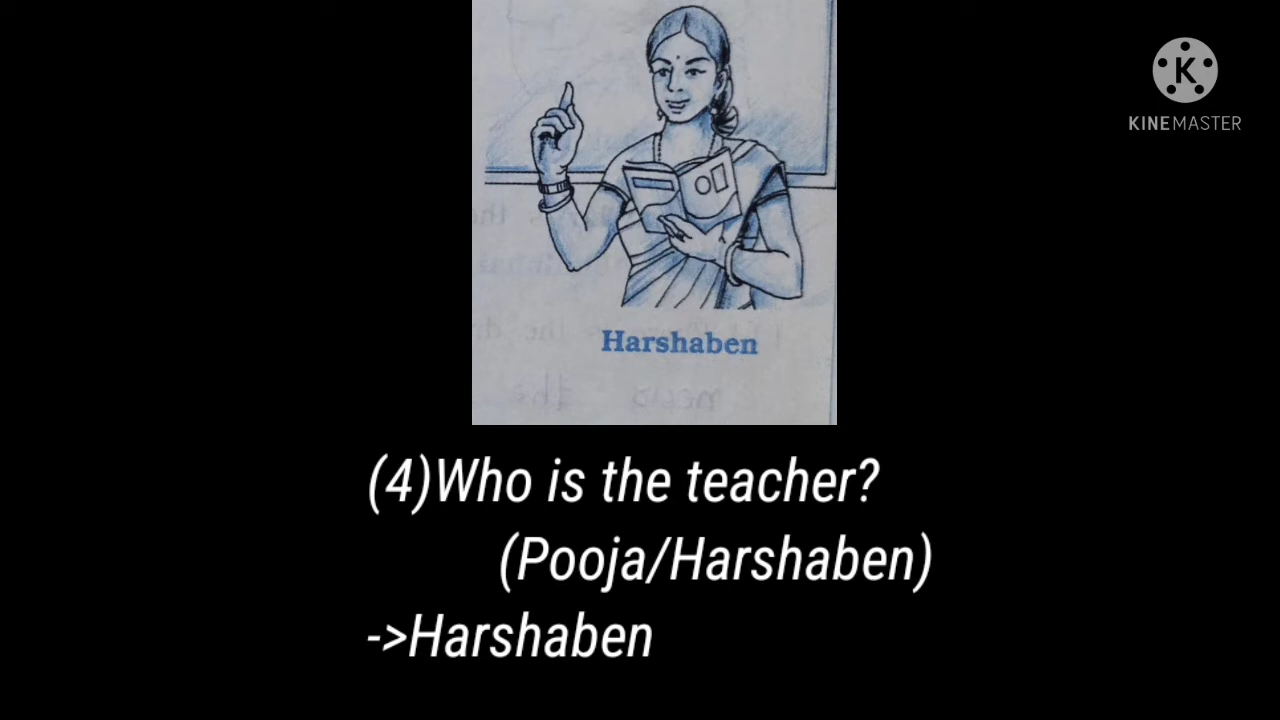 K
KINEMASTER
Harshaben
(4)Who is the teacher?
(Pooja/Harshaben)
->Harshaben